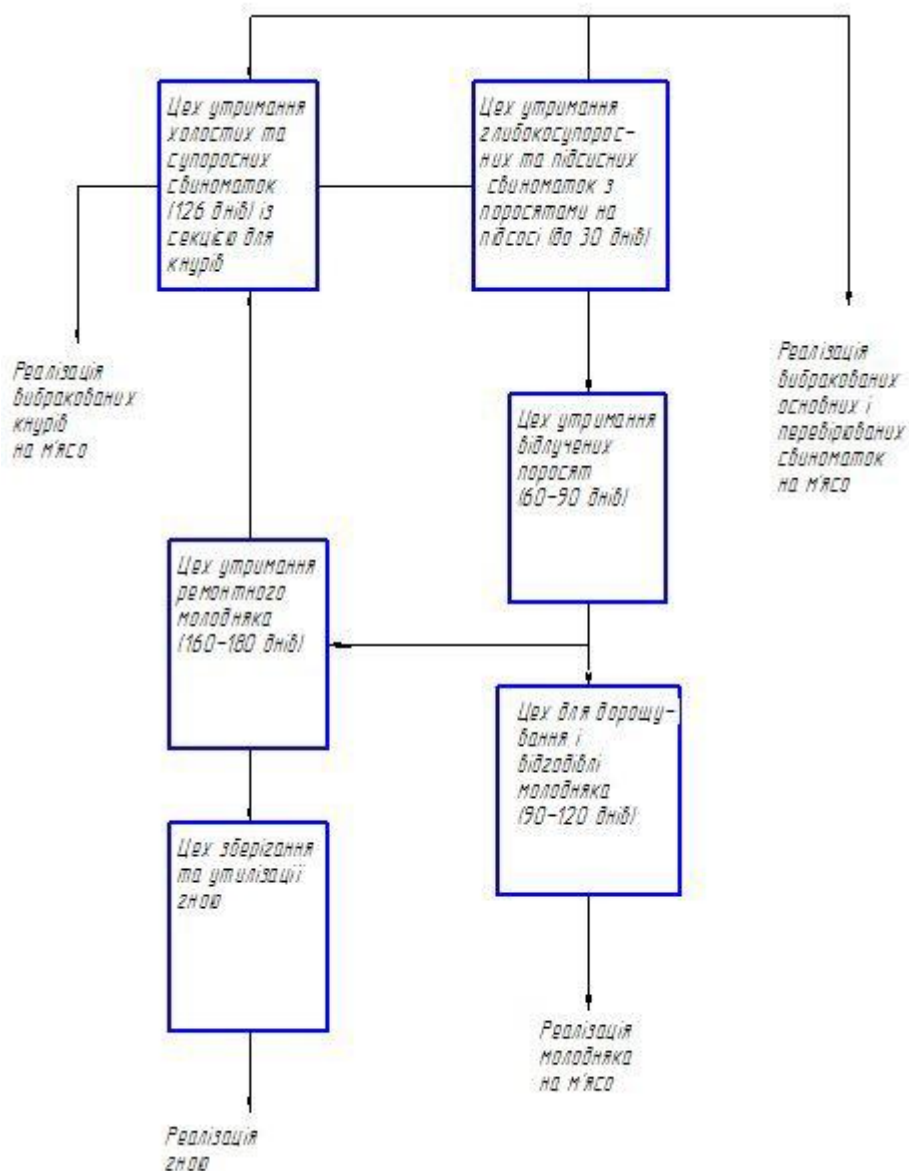 Цех утримання
холостих та
супоросних
свиноматок
(126 днів) із
секцією для
кнурів
Цех утримання
глибокосупорос-
них та підсисних
свиноматок з
поросятами на
підсосі (до 30 днів)
Реалізація
вибракованих
кнурів
на м'ясо
Реалізація
вибракованих
основних і
перевірюваних
свиноматок
на м'ясо
Цех утримання
відлучених
поросят
(60-90 днів)
Цех утримання
ремонтного
молодняка
(160-180 днів)
Цех для дорощу-
вання і
відгодівлі
молодняка
(90-120 днів)
Цех зберігання
та утилізації
гною
Реалізація
молодняка
на м'ясо
Реалізація
гною